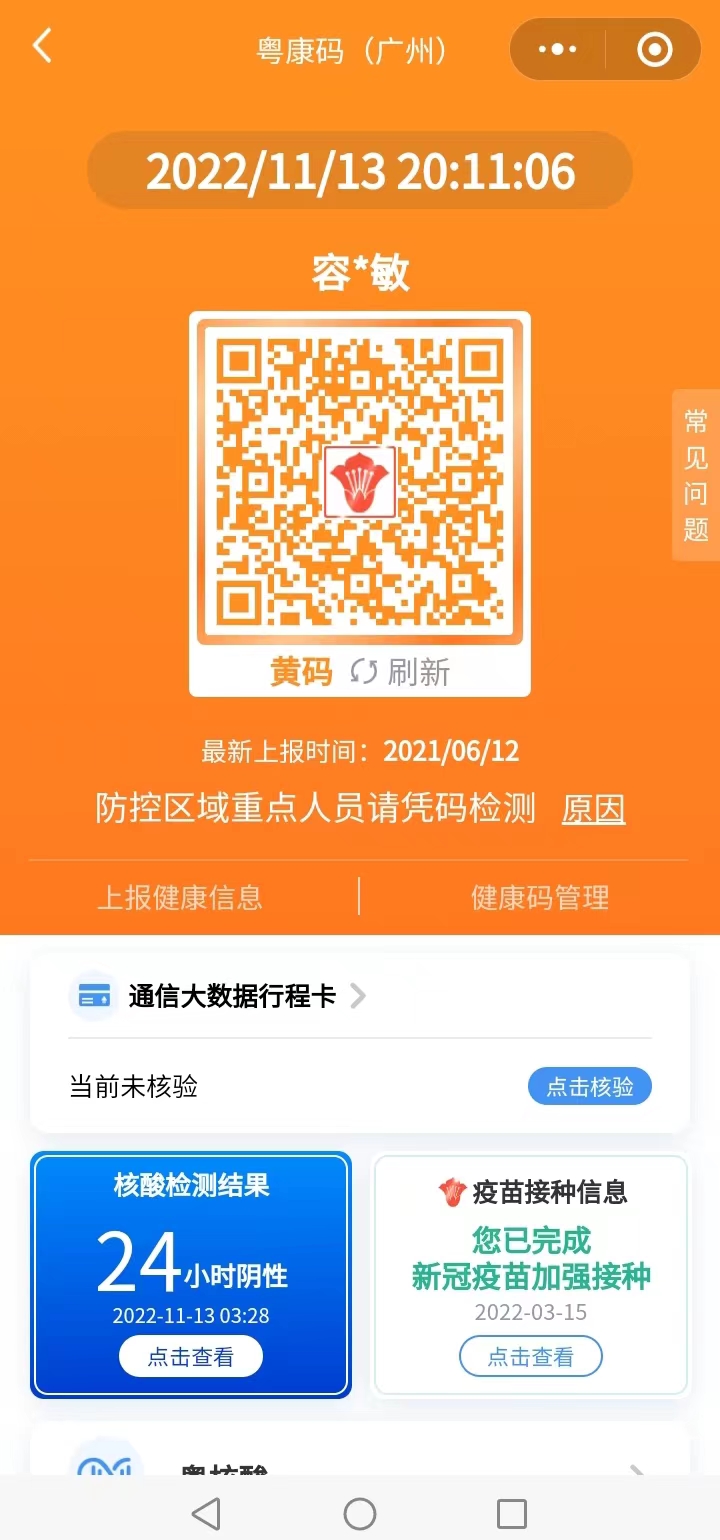 粤康码（广州）
2022/11/13 20:11:06
容*敏
常见问题
黄码 刷新
最新上报时间：2021/06/12
防控区域重点人员请凭码检测 原因
上报健康信息 健康码管理
通信大数据行程卡
当前未核验 点击核验
核酸检测结果
24小时阴性
2022-11-13 03:28
点击查看
疫苗接种信息
您已完成
新冠疫苗加强接种
2022-03-15
点击查看
粤核酸